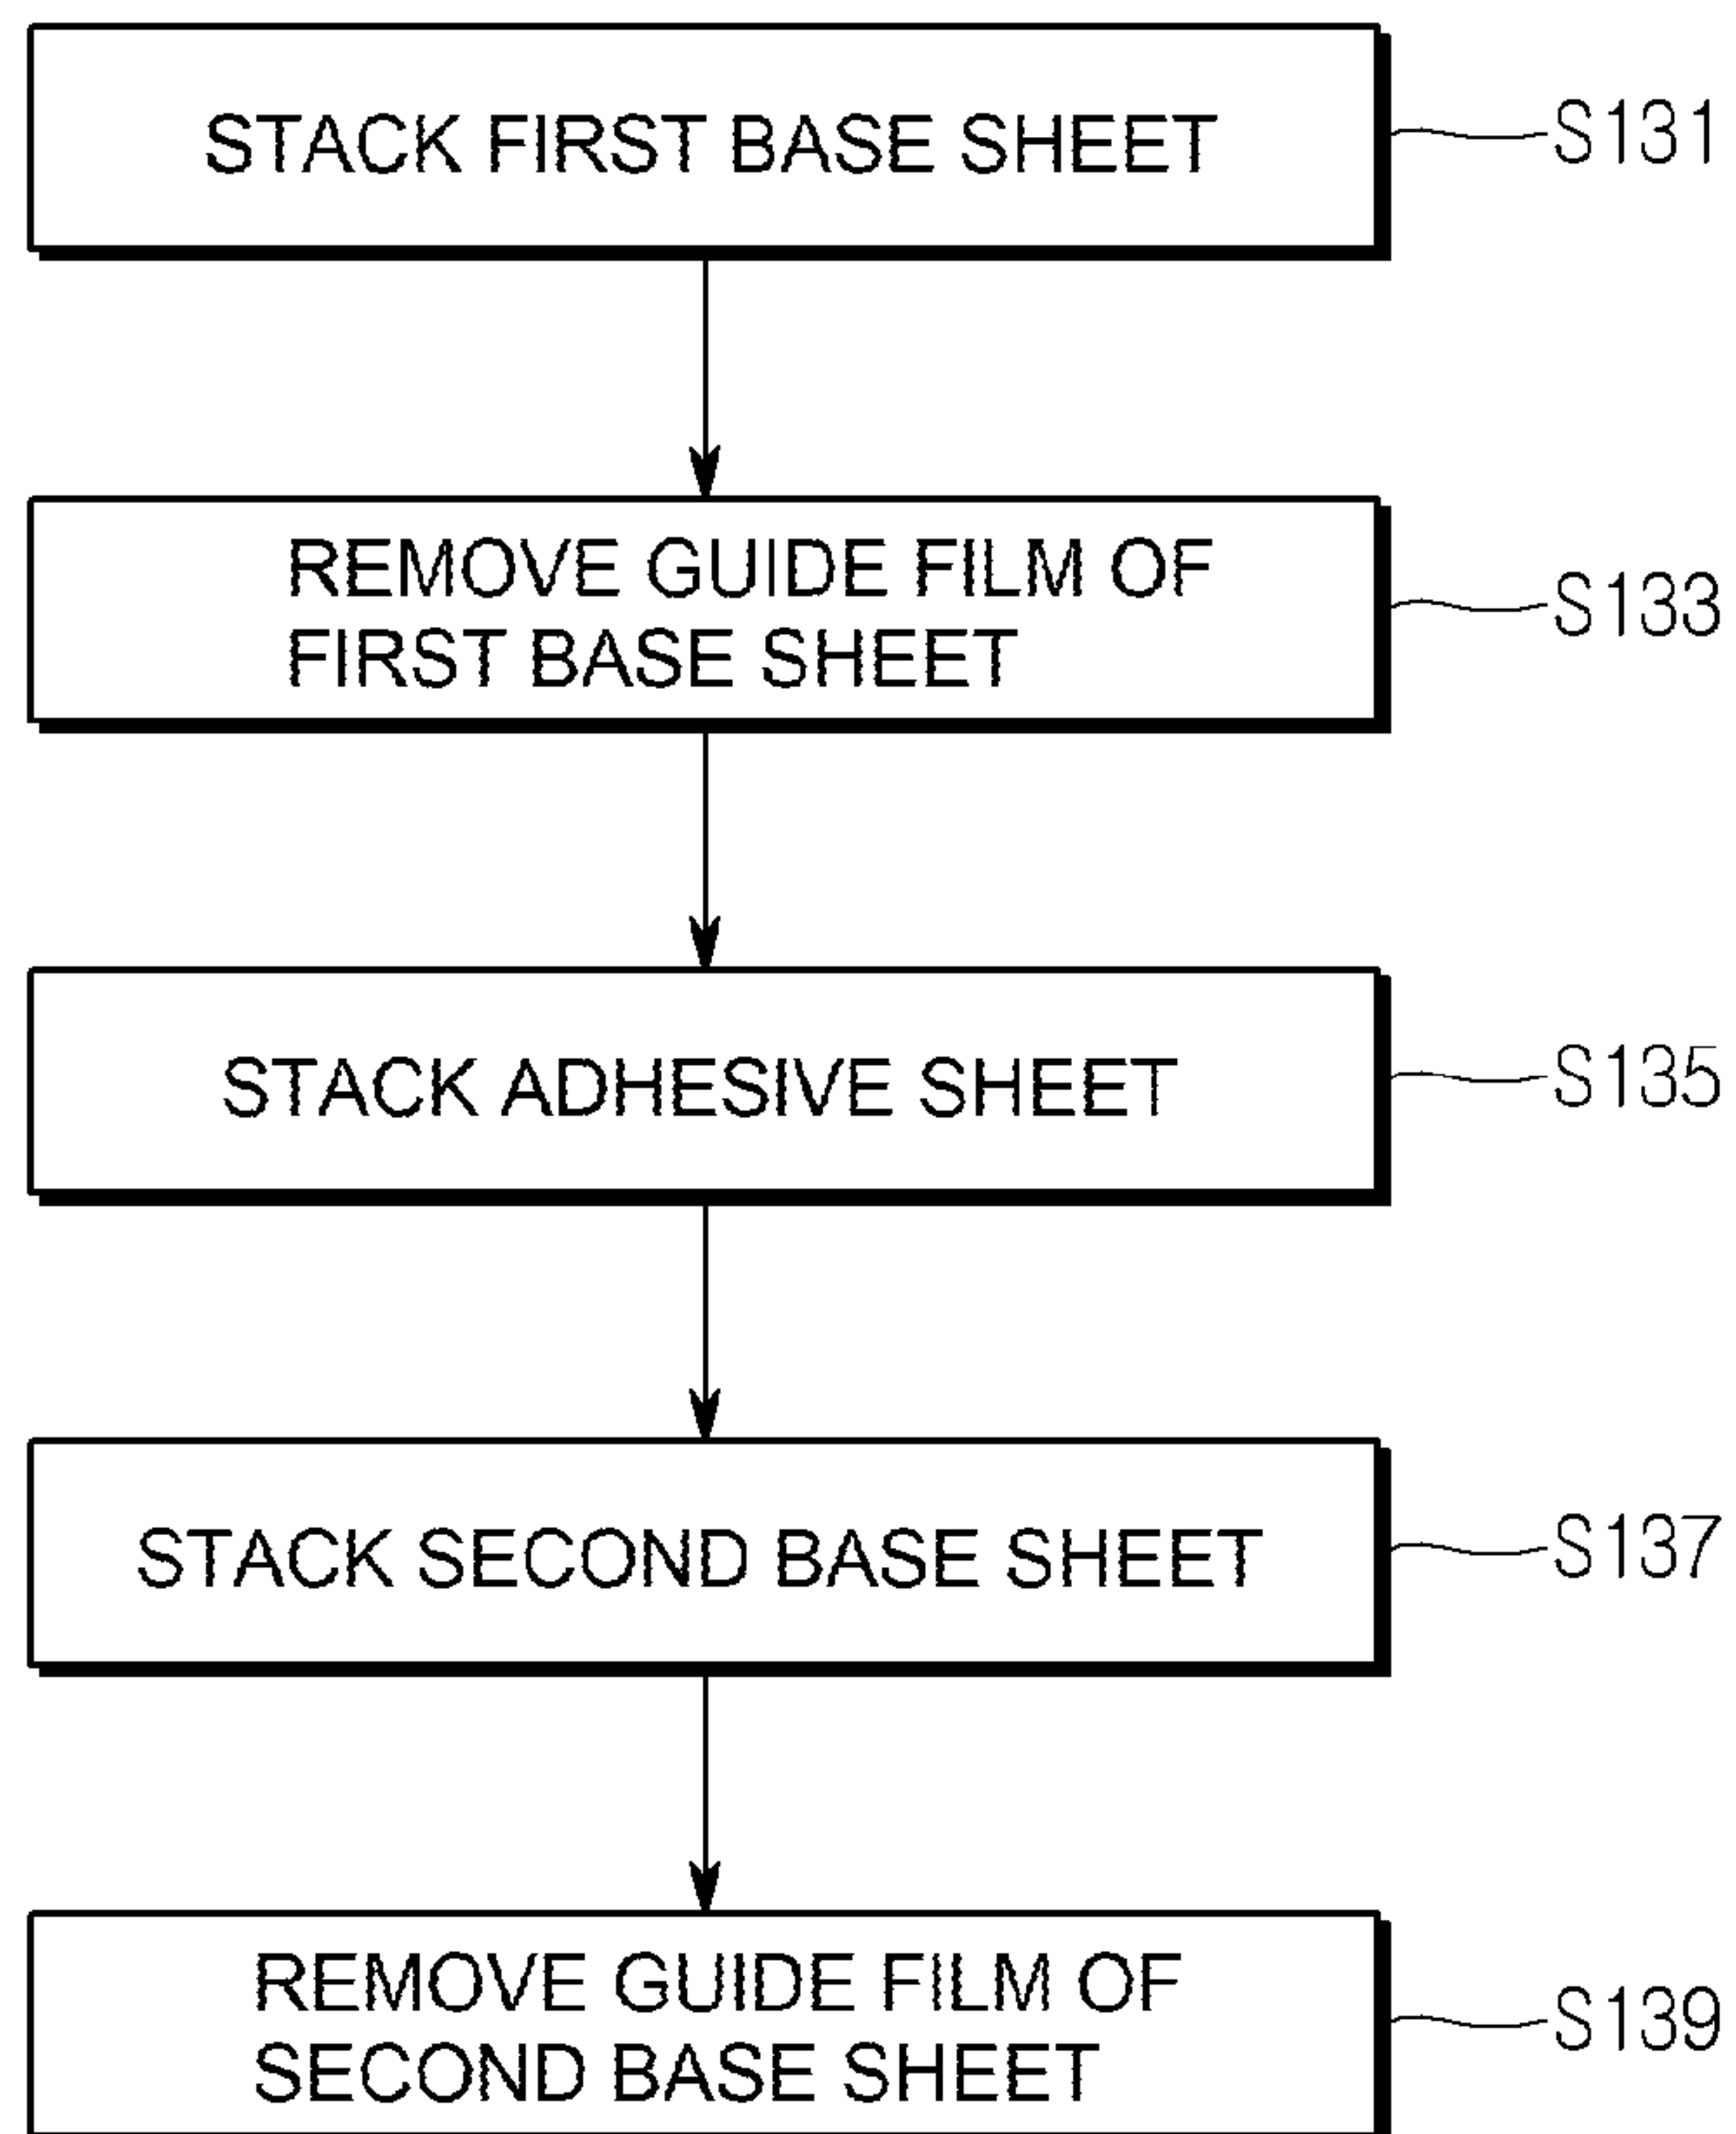 STACK FIRST BASE SHEET
S131
REMOVE GUIDE FILM OF
FIRST BASE SHEET
S133
STACK ADHESIVE SHEET
S135
STACK SECOND BASE SHEET
S137
REMOVE GUIDE FILM OF
SECOND BASE SHEET
S139